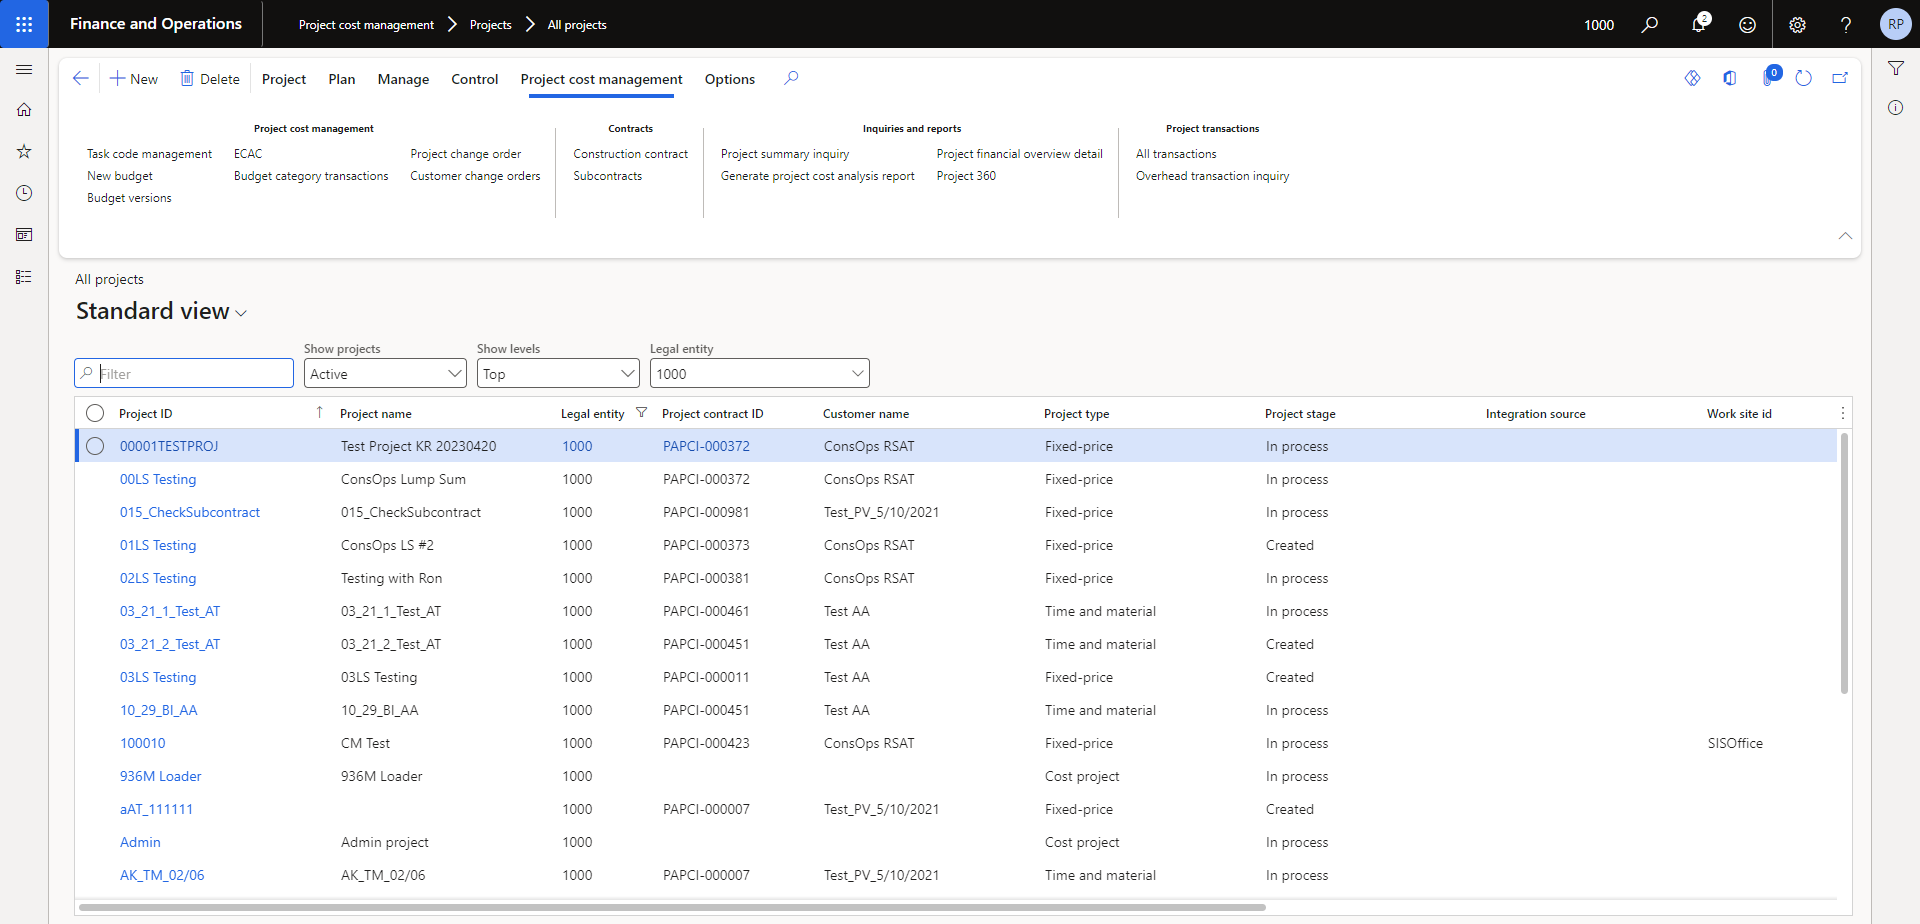 Finance and Operations
Project cost management > Projects > All projects
1000
2
RP
New
Delete
Project
Plan
Manage
Control
Project cost management
Options
0
Project cost management
Task code management
New budget
Budget versions
ECAC
Budget category transactions
Project change order
Customer change orders
Contracts
Construction contract
Subcontracts
Inquiries and reports
Project summary inquiry
Generate project cost analysis report
Project financial overview detail
Project 360
Project transactions
All transactions
Overhead transaction inquiry
All projects
Standard view
Filter
Show projects
Active
Show levels
Top
Legal entity
1000
Project ID Project name Legal entity Project contract ID Customer name Project type Project stage Integration source Work site id
00001TESTPROJ Test Project KR 20230420 1000 PAPCI-000372 ConsOps RSAT Fixed-price In process
00LS Testing ConsOps Lump Sum 1000 PAPCI-000372 ConsOps RSAT Fixed-price In process
015_CheckSubcontract 015_CheckSubcontract 1000 PAPCI-000981 Test_PV_5/10/2021 Fixed-price In process
01LS Testing ConsOps LS #2 1000 PAPCI-000373 ConsOps RSAT Fixed-price Created
02LS Testing Testing with Ron 1000 PAPCI-000381 ConsOps RSAT Fixed-price In process
03_21_1_Test_AT 03_21_1_Test_AT 1000 PAPCI-000461 Test AA Time and material In process
03_21_2_Test_AT 03_21_2_Test_AT 1000 PAPCI-000451 Test AA Time and material Created
03LS Testing 03LS Testing 1000 PAPCI-000011 Test AA Fixed-price Created
10_29_BI_AA 10_29_BI_AA 1000 PAPCI-000451 Test AA Time and material In process
100010 CM Test 1000 PAPCI-000423 ConsOps RSAT Fixed-price In process SISOffice
936M Loader 936M Loader 1000 Cost project In process
aAT_111111 1000 PAPCI-000007 Test_PV_5/10/2021 Fixed-price Created
Admin Admin project 1000 Cost project In process
AK_TM_02/06 AK_TM_02/06 1000 PAPCI-000007 Test_PV_5/10/2021 Time and material In process